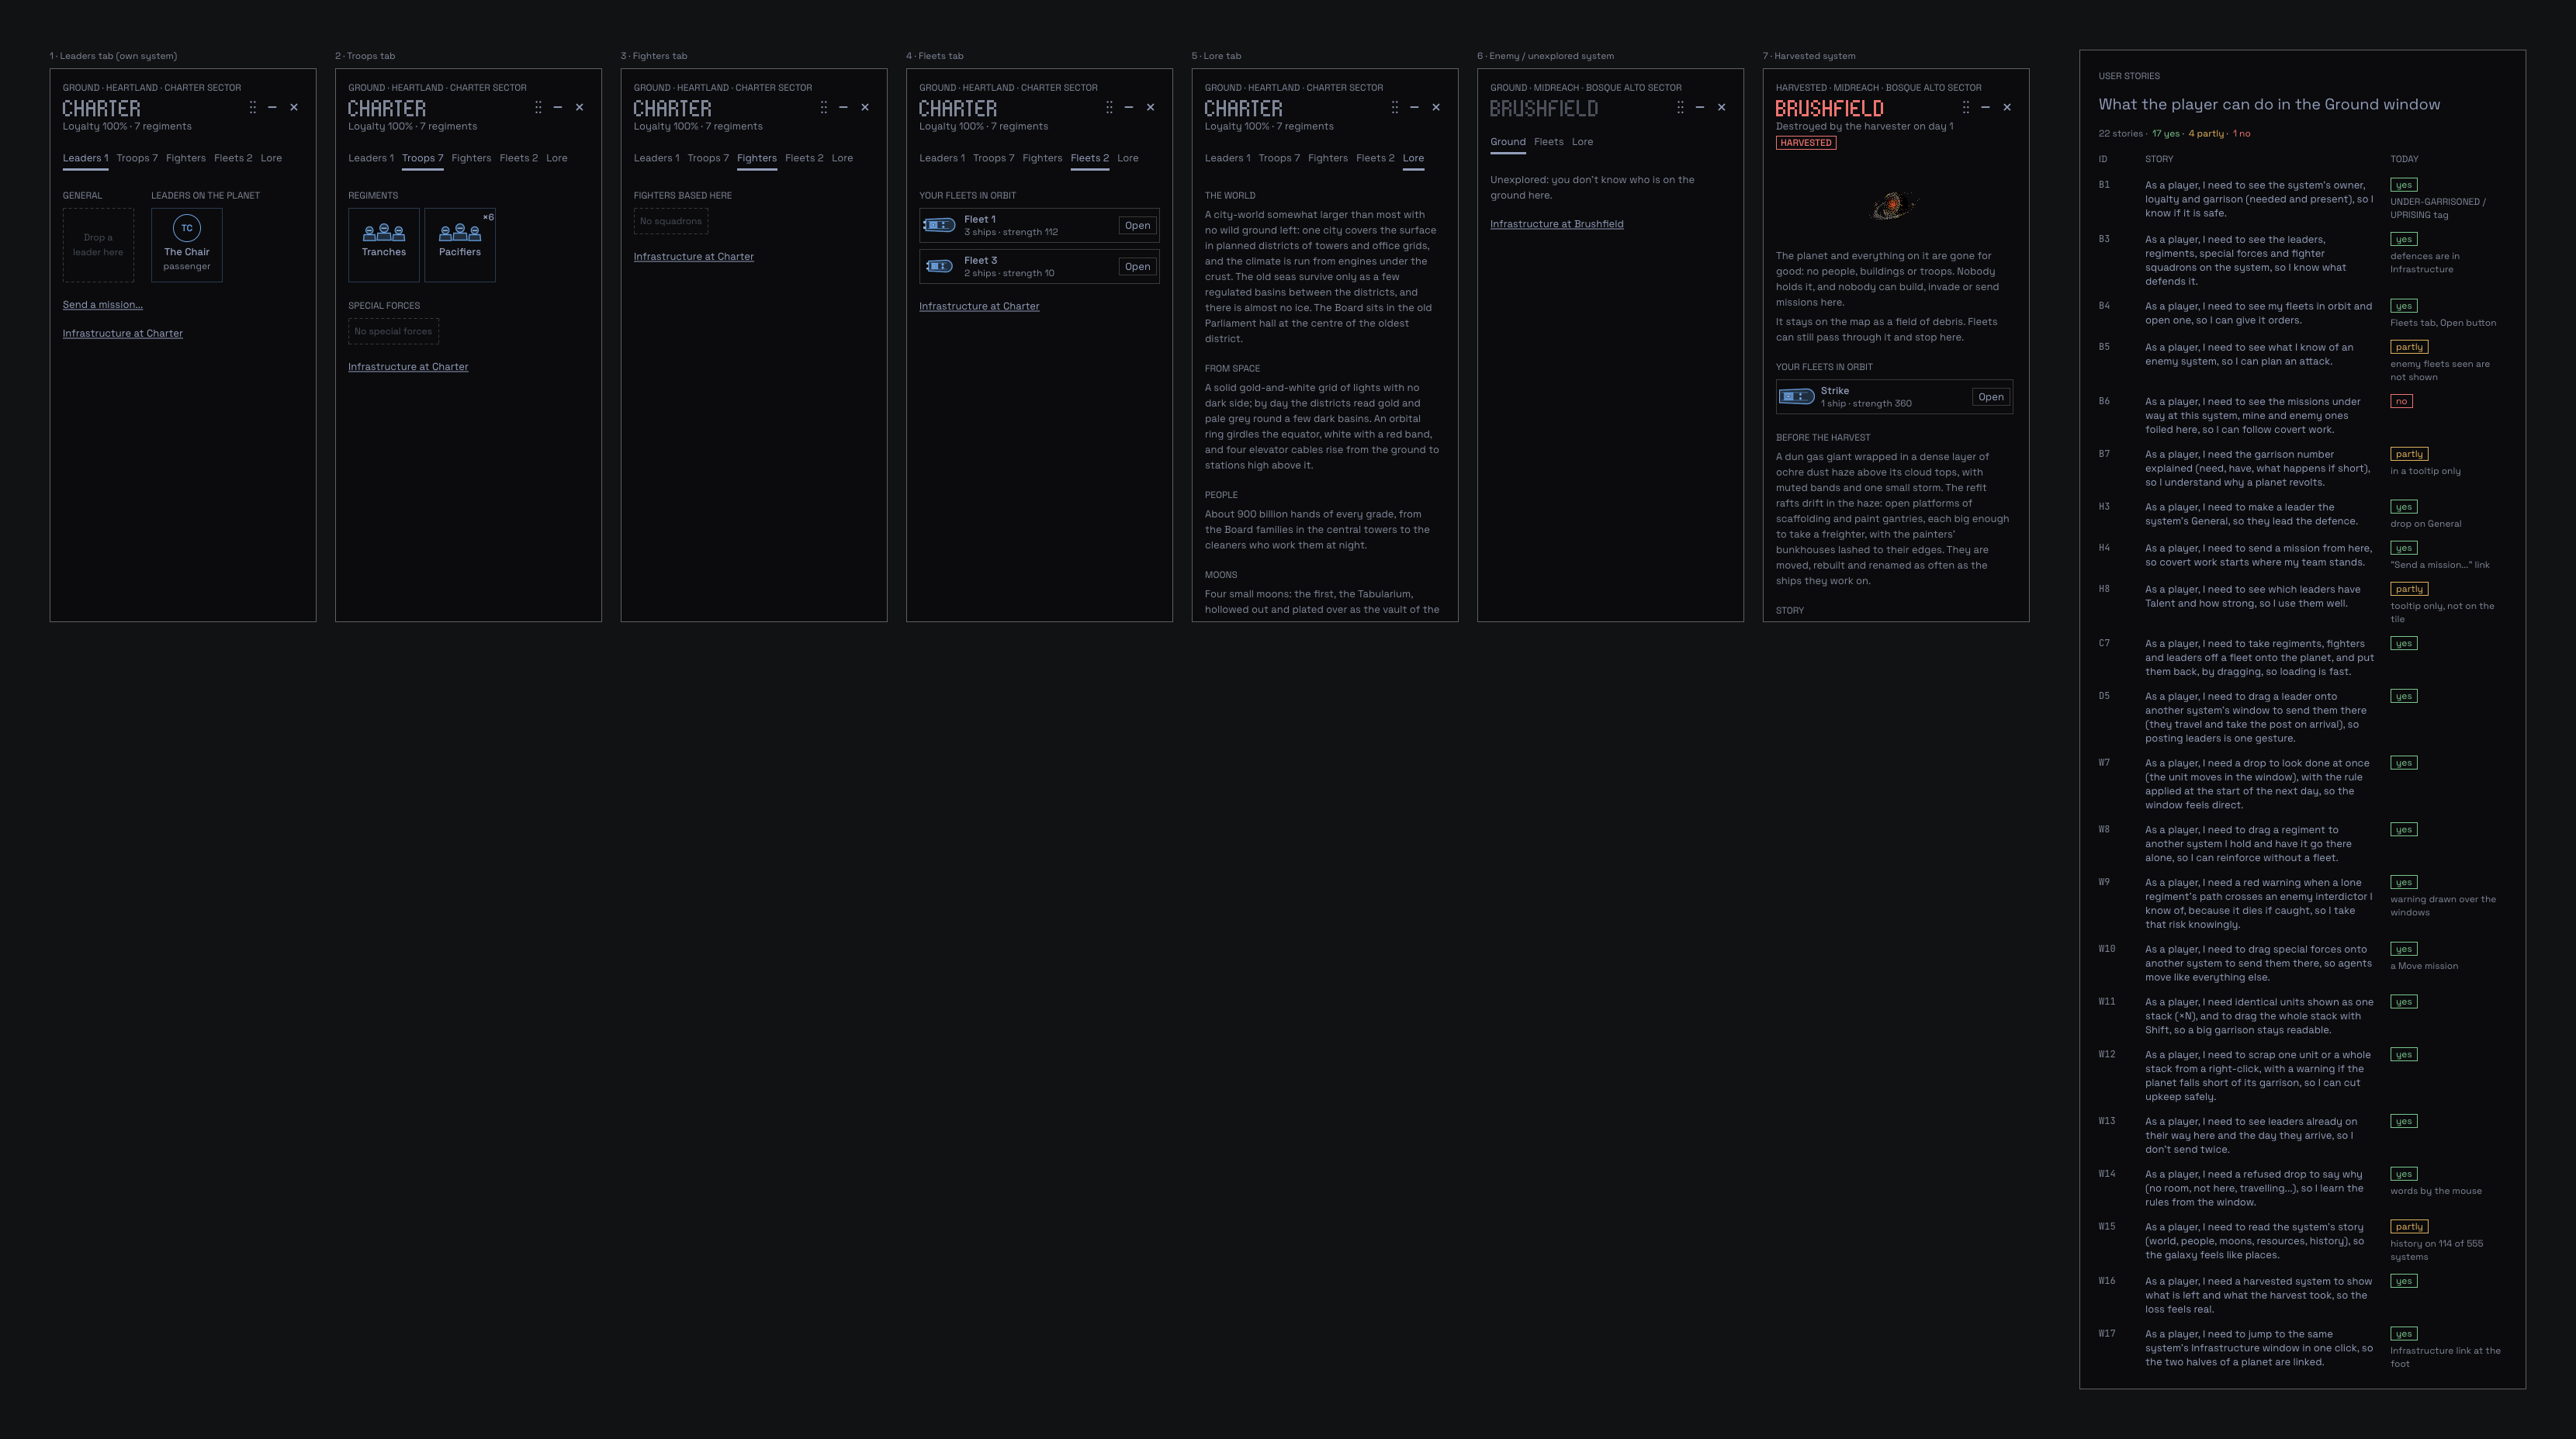 1 · Leaders tab (own system)
GROUND · HEARTLAND · CHARTER SECTOR
CHARTER
Loyalty 100% · 7 regiments
Leaders 1 Troops 7 Fighters Fleets 2 Lore
GENERAL LEADERS ON THE PLANET
Drop a
leader here
TC
The Chair
passenger
Send a mission...
Infrastructure at Charter
2 · Troops tab
GROUND · HEARTLAND · CHARTER SECTOR
CHARTER
Loyalty 100% · 7 regiments
Leaders 1 Troops 7 Fighters Fleets 2 Lore
REGIMENTS
×6
Tranches Pacifiers
SPECIAL FORCES
No special forces
Infrastructure at Charter
3 · Fighters tab
GROUND · HEARTLAND · CHARTER SECTOR
CHARTER
Loyalty 100% · 7 regiments
Leaders 1 Troops 7 Fighters Fleets 2 Lore
FIGHTERS BASED HERE
No squadrons
Infrastructure at Charter
4 · Fleets tab
GROUND · HEARTLAND · CHARTER SECTOR
CHARTER
Loyalty 100% · 7 regiments
Leaders 1 Troops 7 Fighters Fleets 2 Lore
YOUR FLEETS IN ORBIT
Fleet 1
3 ships · strength 112
Open
Fleet 3
2 ships · strength 10
Open
Infrastructure at Charter
5 · Lore tab
GROUND · HEARTLAND · CHARTER SECTOR
CHARTER
Loyalty 100% · 7 regiments
Leaders 1 Troops 7 Fighters Fleets 2 Lore
THE WORLD
A city-world somewhat larger than most with
no wild ground left: one city covers the surface
in planned districts of towers and office grids,
and the climate is run from engines under the
crust. The old seas survive only as a few
regulated basins between the districts, and
there is almost no ice. The Board sits in the old
Parliament hall at the centre of the oldest
district.
FROM SPACE
A solid gold-and-white grid of lights with no
dark side; by day the districts read gold and
pale grey round a few dark basins. An orbital
ring girdles the equator, white with a red band,
and four elevator cables rise from the ground to
stations high above it.
PEOPLE
About 900 billion hands of every grade, from
the Board families in the central towers to the
cleaners who work them at night.
MOONS
Four small moons: the first, the Tabularium,
hollowed out and plated over as the vault of the
6 · Enemy / unexplored system
GROUND · MIDREACH · BOSQUE ALTO SECTOR
BRUSHFIELD
Ground Fleets Lore
Unexplored: you don't know who is on the
ground here.
Infrastructure at Brushfield
7 · Harvested system
HARVESTED · MIDREACH · BOSQUE ALTO SECTOR
BRUSHFIELD
Destroyed by the harvester on day 1
HARVESTED
The planet and everything on it are gone for
good: no people, buildings or troops. Nobody
holds it, and nobody can build, invade or send
missions here.
It stays on the map as a field of debris. Fleets
can still pass through it and stop here.
YOUR FLEETS IN ORBIT
Strike
1 ship · strength 360
Open
BEFORE THE HARVEST
A dun gas giant wrapped in a dense layer of
ochre dust haze above its cloud tops, with
muted bands and one small storm. The refit
rafts drift in the haze: open platforms of
scaffolding and paint gantries, each big enough
to take a freighter, with the painters'
bunkhouses lashed to their edges. They are
moved, rebuilt and renamed as often as the
ships they work on.
STORY
USER STORIES
What the player can do in the Ground window
22 stories · 17 yes · 4 partly · 1 no
ID STORY TODAY
B1
As a player, I need to see the system's owner,
loyalty and garrison (needed and present), so I
know if it is safe.
yes
UNDER-GARRISONED /
UPRISING tag
B3
As a player, I need to see the leaders,
regiments, special forces and fighter
squadrons on the system, so I know what
defends it.
yes
defences are in
Infrastructure
B4
As a player, I need to see my fleets in orbit and
open one, so I can give it orders.
yes
Fleets tab, Open button
B5
As a player, I need to see what I know of an
enemy system, so I can plan an attack.
partly
enemy fleets seen are
not shown
B6
As a player, I need to see the missions under
way at this system, mine and enemy ones
foiled here, so I can follow covert work.
no
B7
As a player, I need the garrison number
explained (need, have, what happens if short),
so I understand why a planet revolts.
partly
in a tooltip only
H3
As a player, I need to make a leader the
system's General, so they lead the defence.
yes
drop on General
H4
As a player, I need to send a mission from here,
so covert work starts where my team stands.
yes
"Send a mission..." link
H8
As a player, I need to see which leaders have
Talent and how strong, so I use them well.
partly
tooltip only, not on the
tile
C7
As a player, I need to take regiments, fighters
and leaders off a fleet onto the planet, and put
them back, by dragging, so loading is fast.
yes
D5
As a player, I need to drag a leader onto
another system's window to send them there
(they travel and take the post on arrival), so
posting leaders is one gesture.
yes
W7
As a player, I need a drop to look done at once
(the unit moves in the window), with the rule
applied at the start of the next day, so the
window feels direct.
yes
W8
As a player, I need to drag a regiment to
another system I hold and have it go there
alone, so I can reinforce without a fleet.
yes
W9
As a player, I need a red warning when a lone
regiment's path crosses an enemy interdictor I
know of, because it dies if caught, so I take
that risk knowingly.
yes
warning drawn over the
windows
W10
As a player, I need to drag special forces onto
another system to send them there, so agents
move like everything else.
yes
a Move mission
W11
As a player, I need identical units shown as one
stack (×N), and to drag the whole stack with
Shift, so a big garrison stays readable.
yes
W12
As a player, I need to scrap one unit or a whole
stack from a right-click, with a warning if the
planet falls short of its garrison, so I can cut
upkeep safely.
yes
W13
As a player, I need to see leaders already on
their way here and the day they arrive, so I
don't send twice.
yes
W14
As a player, I need a refused drop to say why
(no room, not here, travelling...), so I learn the
rules from the window.
yes
words by the mouse
W15
As a player, I need to read the system's story
(world, people, moons, resources, history), so
the galaxy feels like places.
partly
history on 114 of 555
systems
W16
As a player, I need a harvested system to show
what is left and what the harvest took, so the
loss feels real.
yes
W17
As a player, I need to jump to the same
system's Infrastructure window in one click, so
the two halves of a planet are linked.
yes
Infrastructure link at the
foot